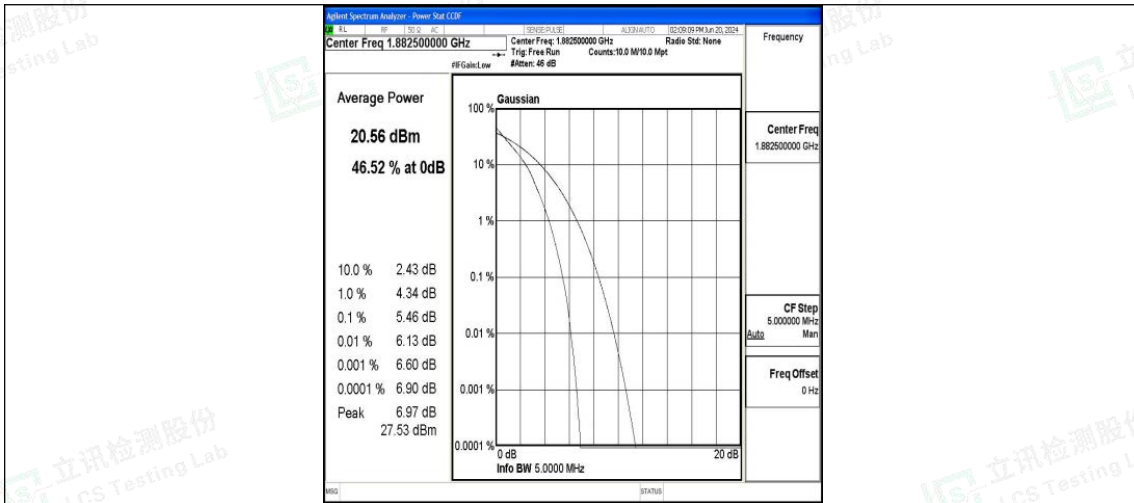 Agilent Spectrum Analyzer - Power Stat CCDF
RL RF 50 Ω AC SENSE:PULSE ALIGN AUTO 02:09:09 PM Jun 20, 2024
Center Freq 1.882500000 GHz
Center Freq: 1.882500000 GHz Radio Std: None
Trig: Free Run Counts:10.0 M/10.0 Mpt
#IFGain:Low #Atten: 46 dB
Frequency
Average Power
20.56 dBm
46.52 % at 0dB
10.0 % 2.43 dB
1.0 % 4.34 dB
0.1 % 5.46 dB
0.01 % 6.13 dB
0.001 % 6.60 dB
0.0001 % 6.90 dB
Peak 6.97 dB
27.53 dBm
Gaussian
100 %
10 %
1 %
0.1 %
0.01 %
0.001 %
0.0001 %
0 dB 20 dB
Info BW 5.0000 MHz
Center Freq
1.882500000 GHz
CF Step
5.000000 MHz
Auto Man
Freq Offset
0 Hz
MSG STATUS
立讯检测股份
LCS Testing Lab
立讯检测股份
LCS Testing Lab